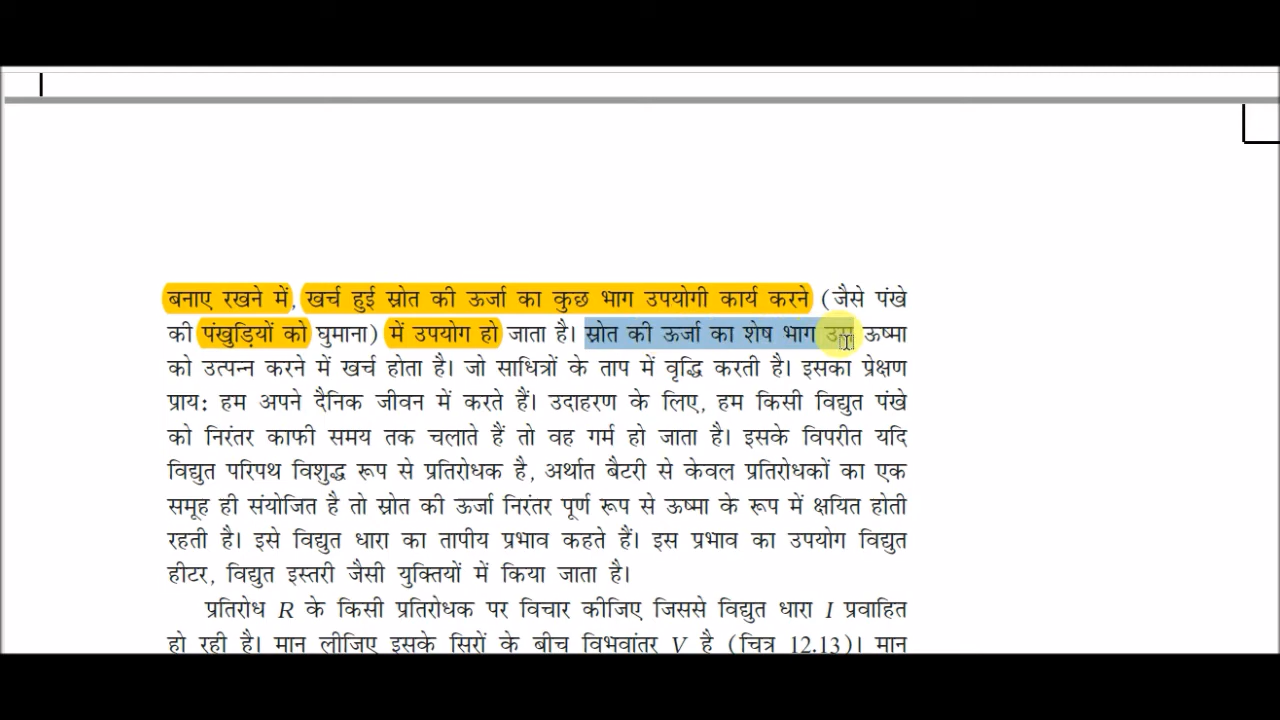 बनाए रखने में, खर्च हुई स्रोत की ऊर्जा का कुछ भाग उपयोगी कार्य करने (जैसे पंखे
की पंखुड़ियों को घुमाना) में उपयोग हो जाता है। स्रोत की ऊर्जा का शेष भाग उस ऊष्मा
को उत्पन्न करने में खर्च होता है। जो साधित्रों के ताप में वृद्धि करती है। इसका प्रेक्षण
प्राय: हम अपने दैनिक जीवन में करते हैं। उदाहरण के लिए, हम किसी विद्युत पंखे
को निरंतर काफी समय तक चलाते हैं तो वह गर्म हो जाता है। इसके विपरीत यदि
विद्युत परिपथ विशुद्ध रूप से प्रतिरोधक है, अर्थात बैटरी से केवल प्रतिरोधकों का एक
समूह ही संयोजित है तो स्रोत की ऊर्जा निरंतर पूर्ण रूप से ऊष्मा के रूप में क्षयित होती
रहती है। इसे विद्युत धारा का तापीय प्रभाव कहते हैं। इस प्रभाव का उपयोग विद्युत
हीटर, विद्युत इस्तरी जैसी युक्तियों में किया जाता है।
प्रतिरोध R के किसी प्रतिरोधक पर विचार कीजिए जिससे विद्युत धारा I प्रवाहित
हो रही है। मान लीजिए इसके सिरों के बीच विभवांतर V है (चित्र 12.13)। मान